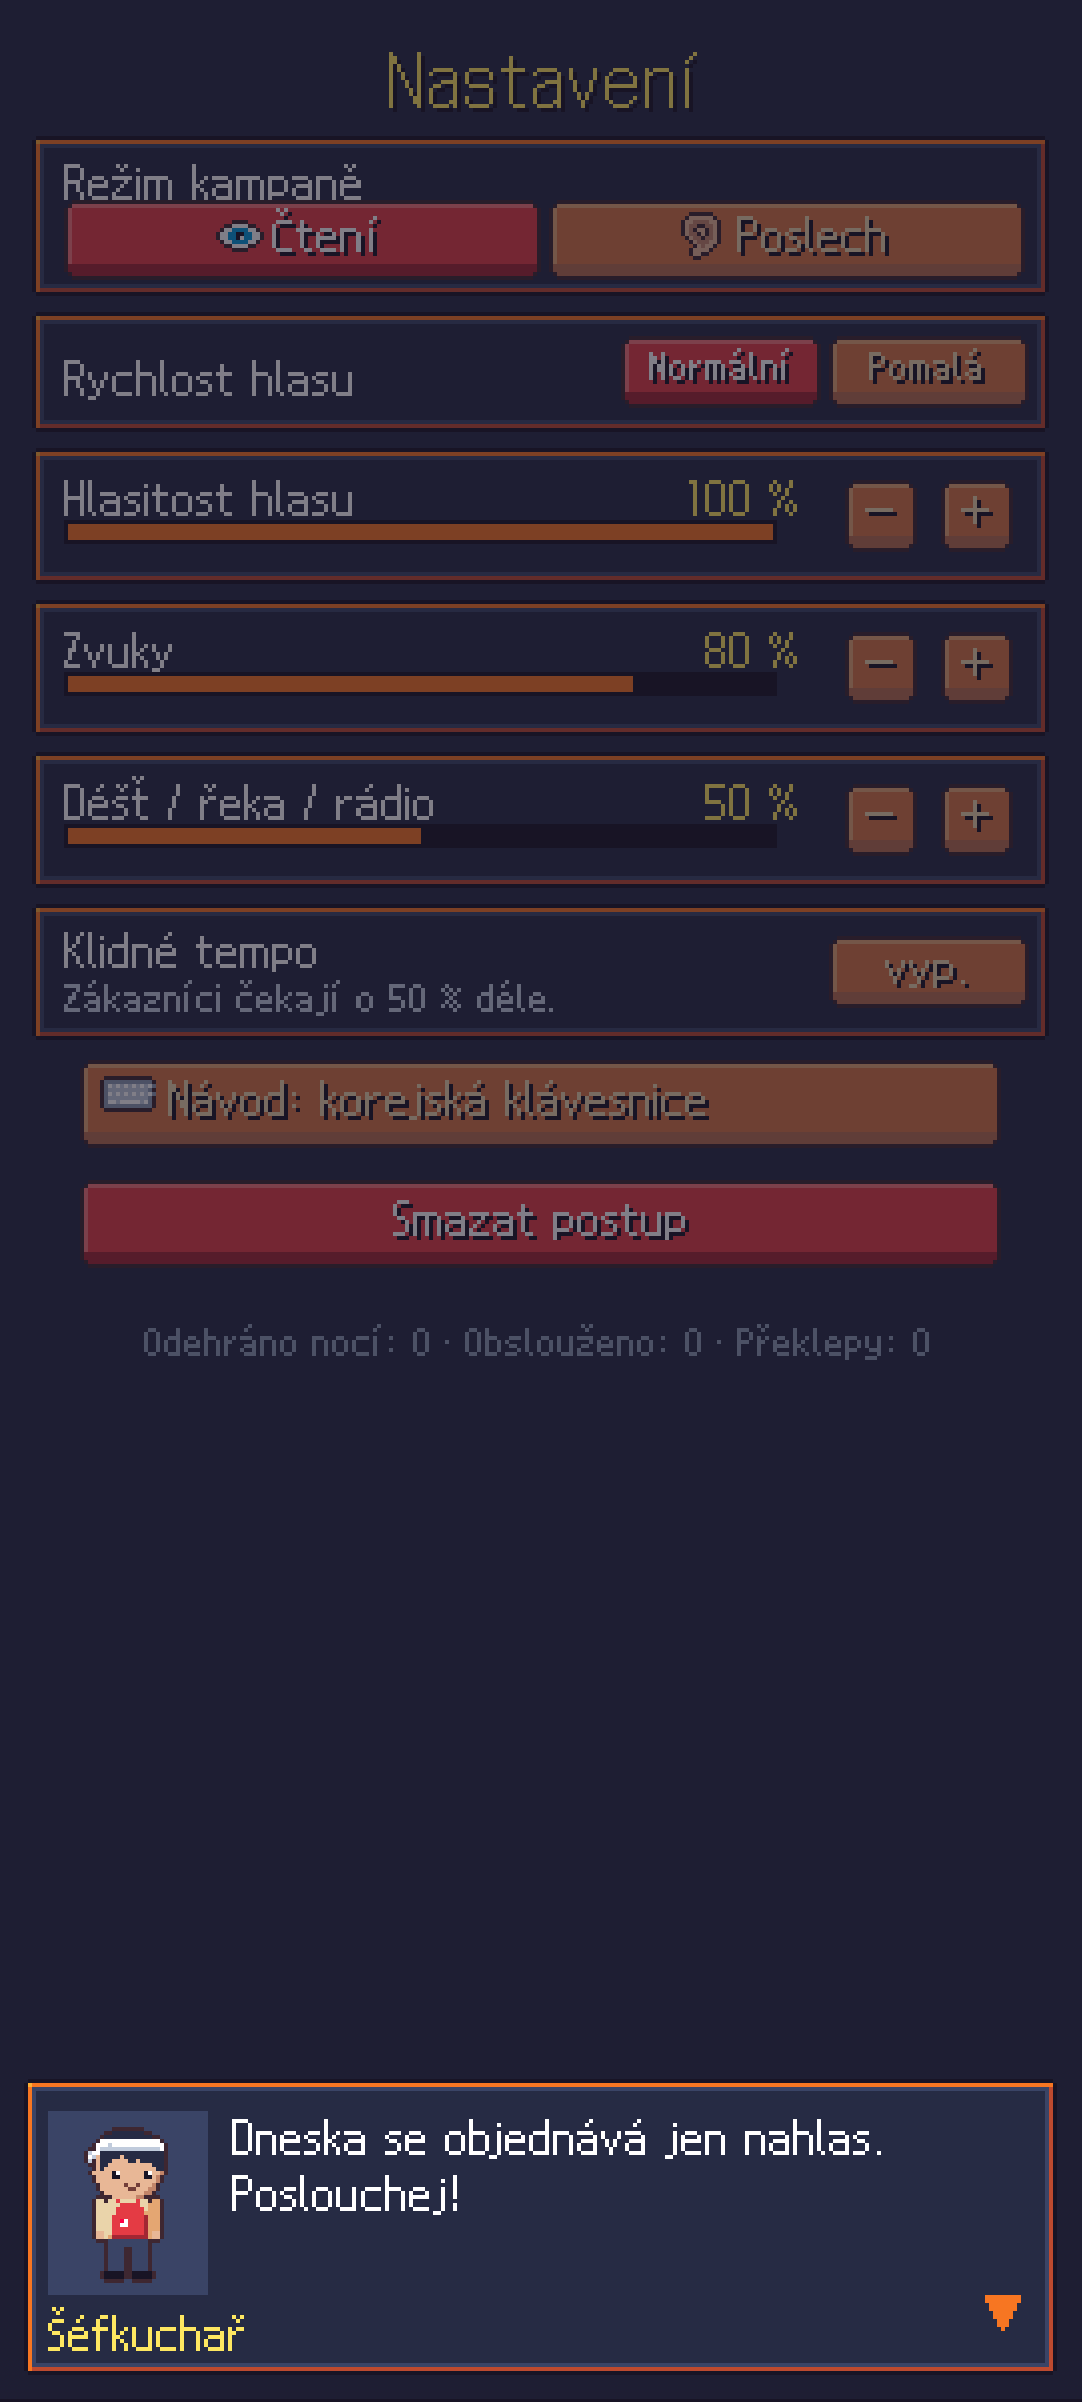 Nastavení
Režim kampaně
Čtení
Poslech
Rychlost hlasu
Normální
Pomalá
Hlasitost hlasu
100 %
− +
Zvuky
80 %
− +
Déšť / řeka / rádio
50 %
− +
Klidné tempo
Zákazníci čekají o 50 % déle.
vyp.
Návod: korejská klávesnice
Smazat postup
Odehráno nocí: 0 · Obslouženo: 0 · Překlepy: 0
Dneska se objednává jen nahlas.
Poslouchej!
Šéfkuchař